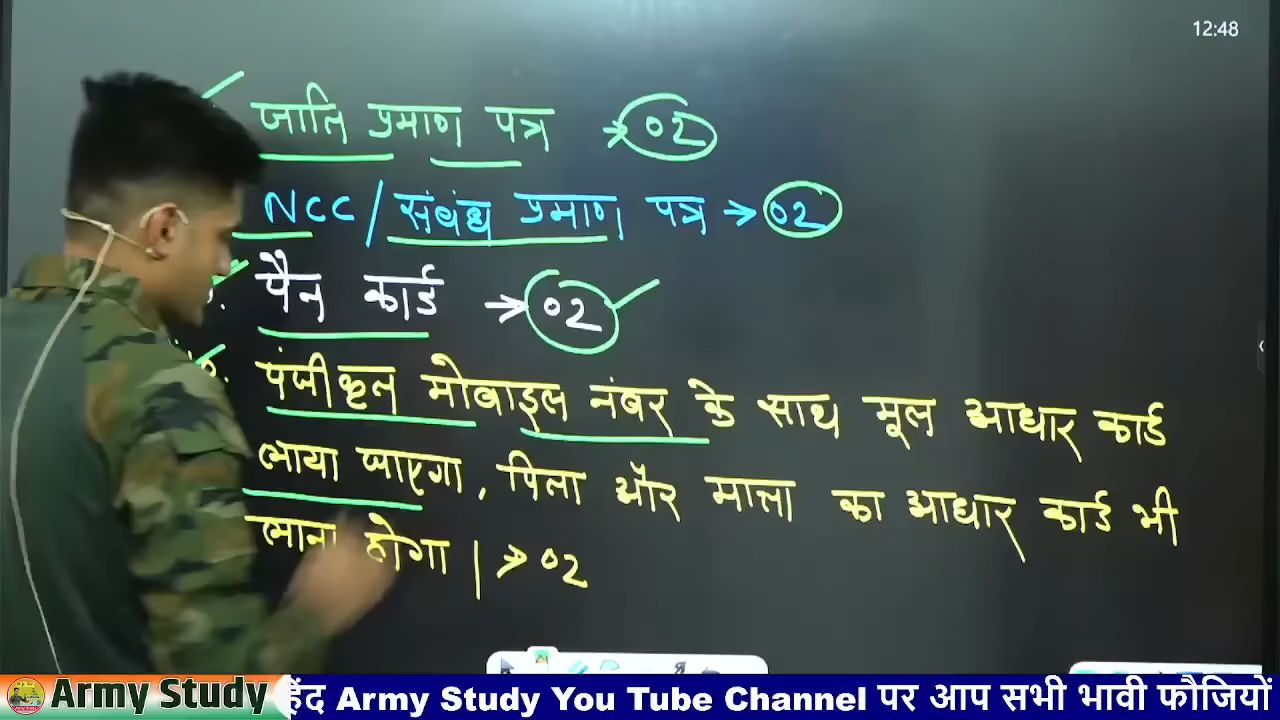 12:48
जाति प्रमाण पत्र → 02
NCC / संबंध प्रमाण पत्र → 02
पैन कार्ड → 02
पंजीकृत मोबाइल नंबर के साथ मूल आधार कार्ड
लाया जाएगा, पिता और माता का आधार कार्ड भी
लाना होगा | → 02
Army Study
हिंद Army Study You Tube Channel पर आप सभी भावी फौजियों